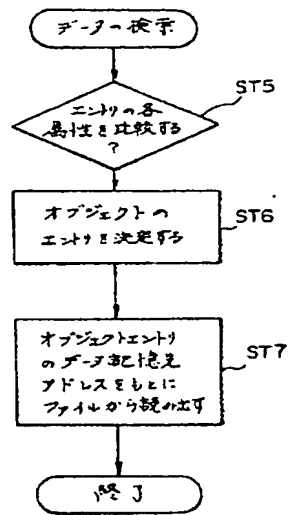 データの検索
ST5
エントリの各
属性を比較する
?
オブジェクトの
エントリを決定する
ST6
オブジェクトエントリ
のデータ記憶先
アドレスをもとに
ファイルから読み出す
ST7
終了